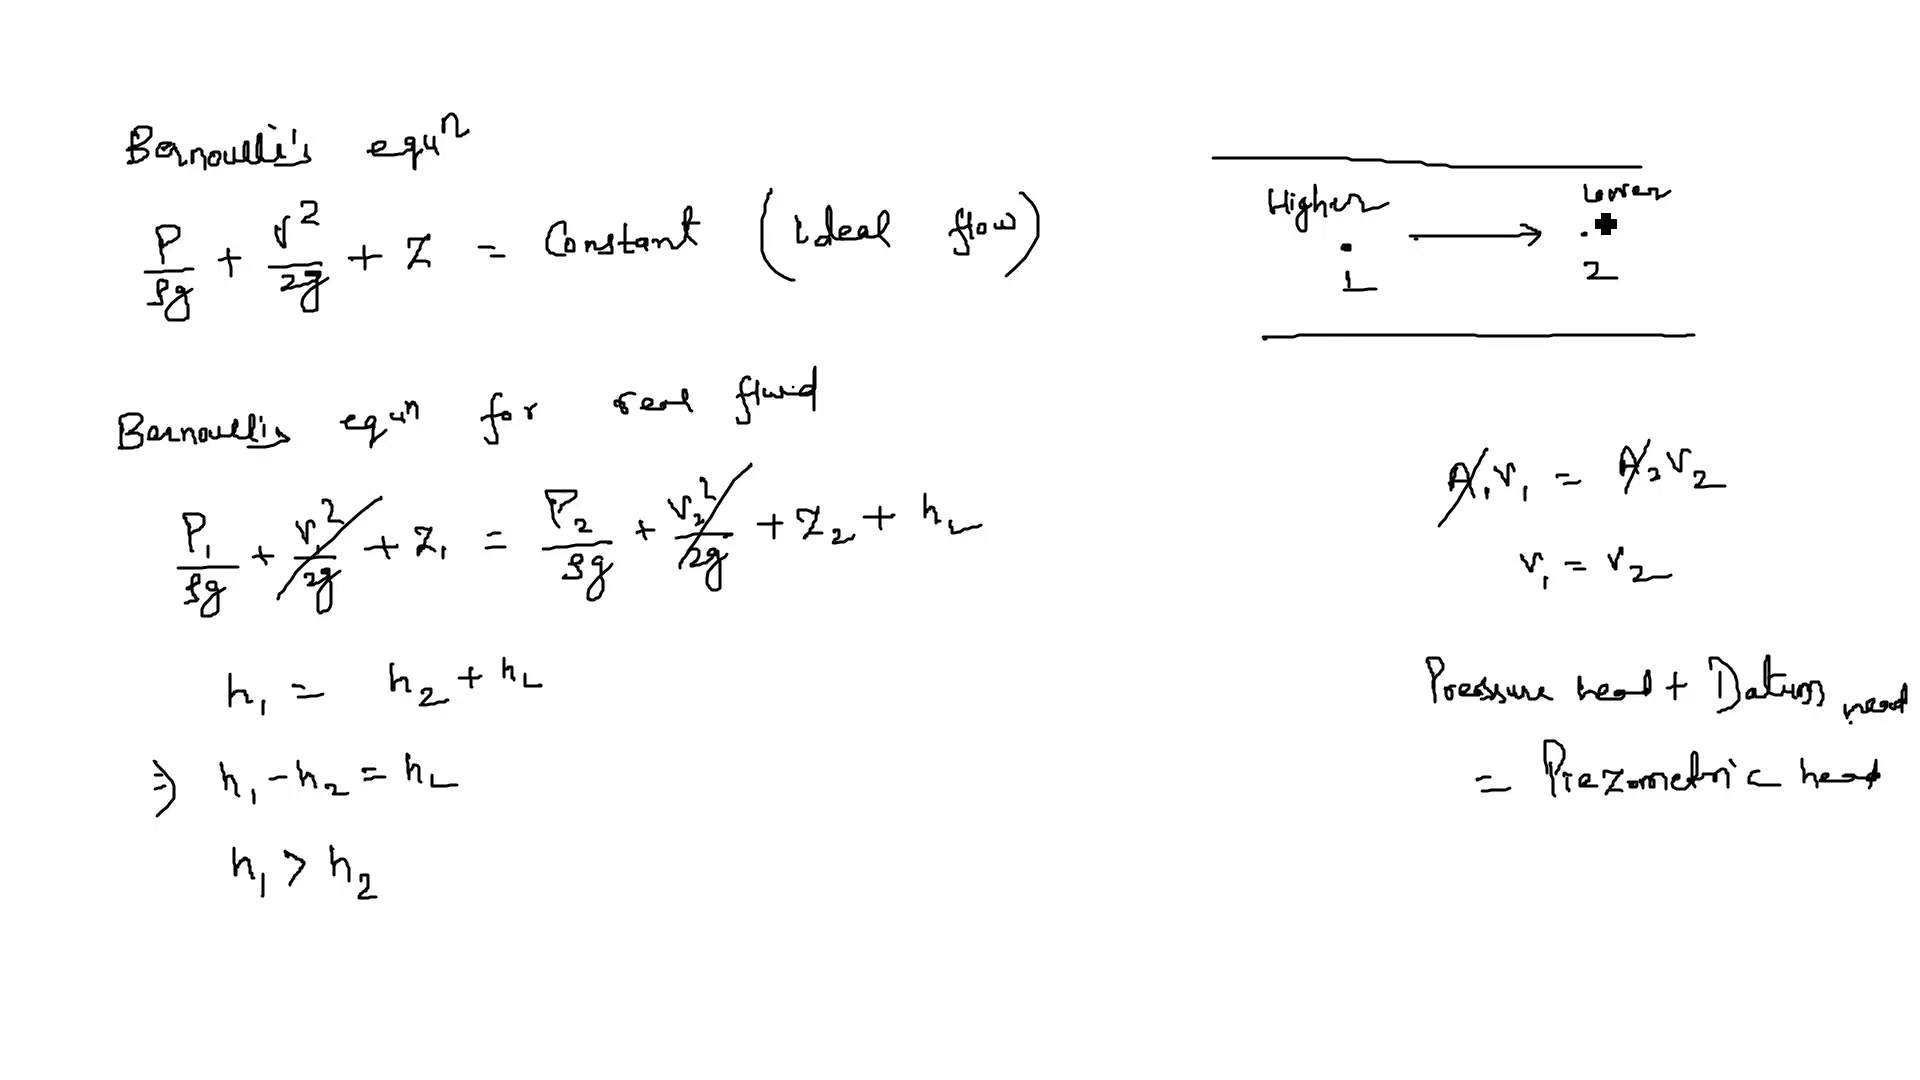 Bernoulli's equⁿ
P/ρg + v²/2g + Z = Constant (ideal flow)
Bernoulli's equⁿ for real fluid
P₁/ρg + v₁²/2g + Z₁ = P₂/ρg + v₂²/2g + Z₂ + h_L
h₁ = h₂ + h_L
⇒ h₁ - h₂ = h_L
h₁ > h₂
Higher Lower
1 2
A₁v₁ = A₂v₂
v₁ = v₂
Pressure head + Datum head
= Piezometric head